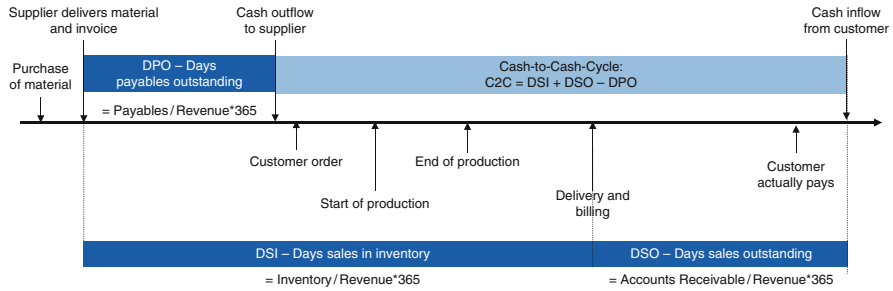 Supplier delivers material
and invoice
Cash outflow
to supplier
Cash inflow
from customer
Purchase
of material
DPO – Days
payables outstanding
Cash-to-Cash-Cycle:
C2C = DSI + DSO – DPO
= Payables/Revenue*365
Customer order
Start of production
End of production
Delivery and
billing
Customer
actually pays
DSI – Days sales in inventory
DSO – Days sales outstanding
= Inventory/Revenue*365
= Accounts Receivable/Revenue*365